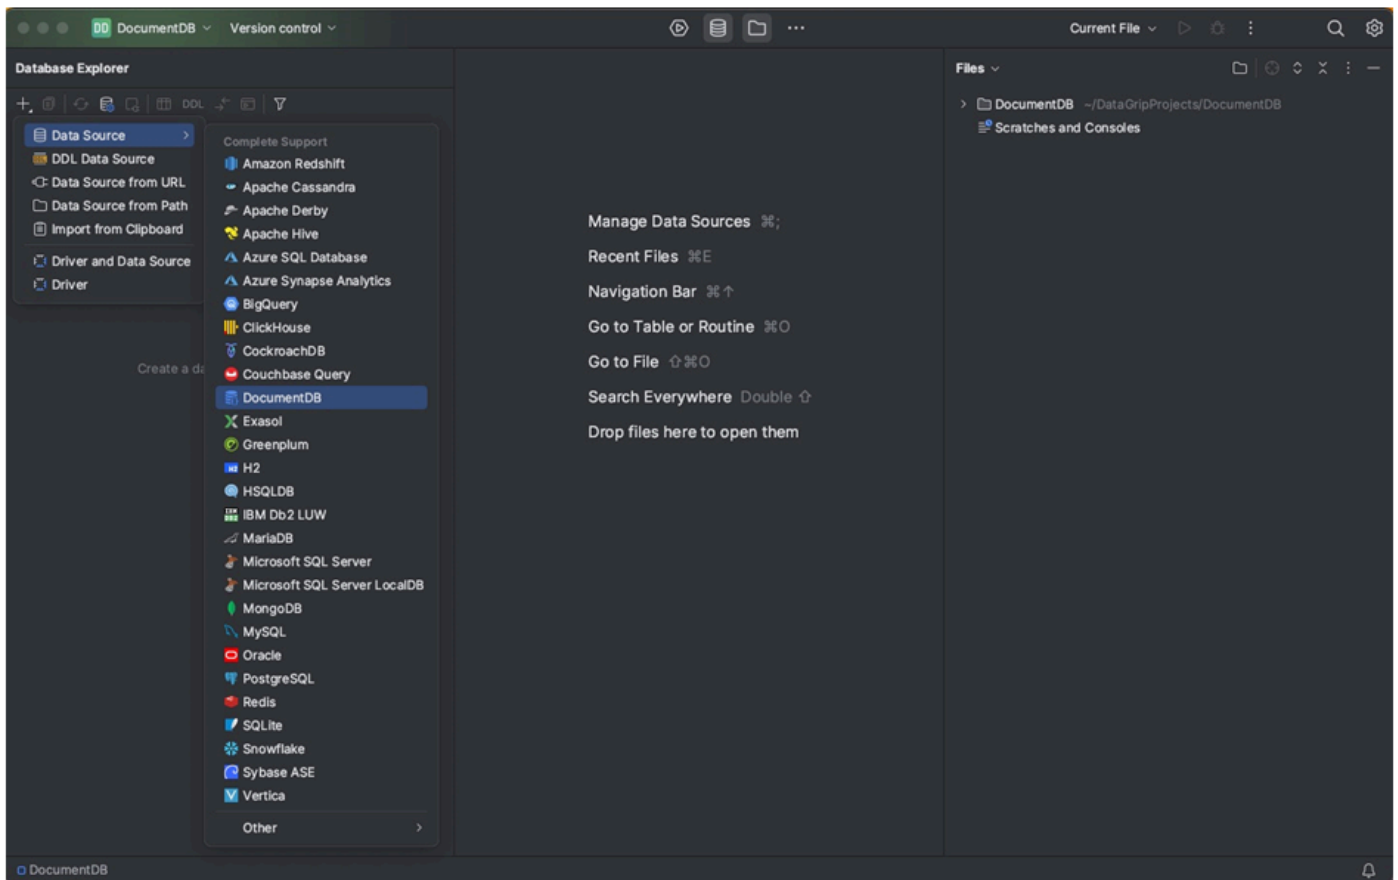 DD DocumentDB Version control Current File
Database Explorer
DDL
Data Source
DDL Data Source
Data Source from URL
Data Source from Path
Import from Clipboard
Driver and Data Source
Driver
Create a da
Complete Support
Amazon Redshift
Apache Cassandra
Apache Derby
Apache Hive
Azure SQL Database
Azure Synapse Analytics
BigQuery
ClickHouse
CockroachDB
Couchbase Query
DocumentDB
Exasol
Greenplum
H2
HSQLDB
IBM Db2 LUW
MariaDB
Microsoft SQL Server
Microsoft SQL Server LocalDB
MongoDB
MySQL
Oracle
PostgreSQL
Redis
SQLite
Snowflake
Sybase ASE
Vertica
Other
Manage Data Sources ⌘;
Recent Files ⌘E
Navigation Bar ⌘↑
Go to Table or Routine ⌘O
Go to File ⇧⌘O
Search Everywhere Double ⇧
Drop files here to open them
Files
DocumentDB ~/DataGripProjects/DocumentDB
Scratches and Consoles
DocumentDB